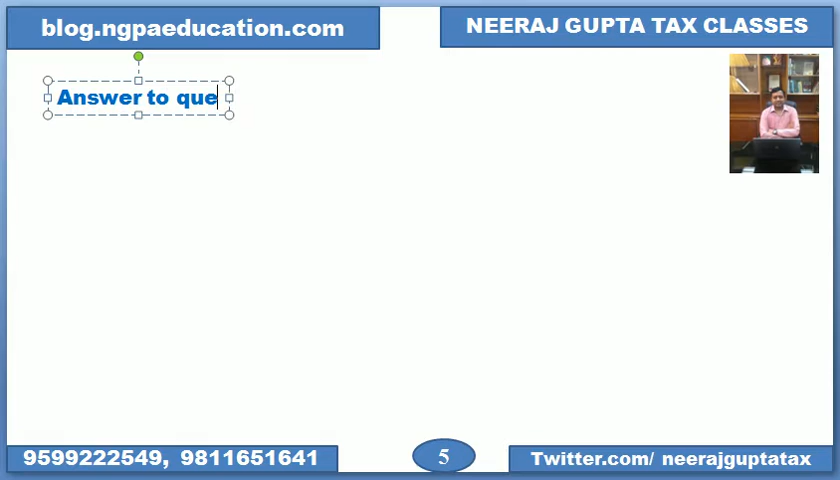 blog.ngpaeducation.com
NEERAJ GUPTA TAX CLASSES
Answer to que
9599222549, 9811651641
5
Twitter.com/ neerajguptatax